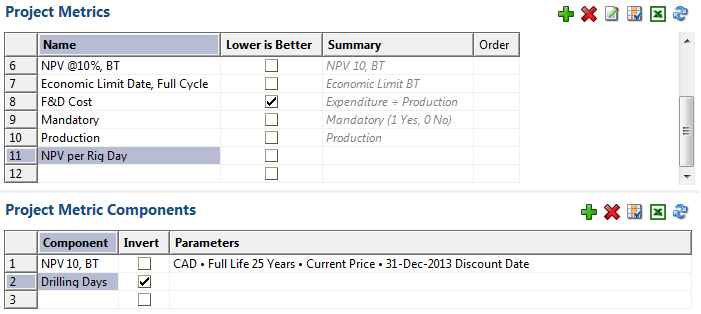 Project Metrics
Name Lower is Better Summary Order
6 NPV @10%, BT NPV 10, BT
7 Economic Limit Date, Full Cycle Economic Limit BT
8 F&D Cost Expenditure ÷ Production
9 Mandatory Mandatory (1 Yes, 0 No)
10 Production Production
11 NPV per Rig Day
12
Project Metric Components
Component Invert Parameters
1 NPV 10, BT CAD • Full Life 25 Years • Current Price • 31-Dec-2013 Discount Date
2 Drilling Days
3